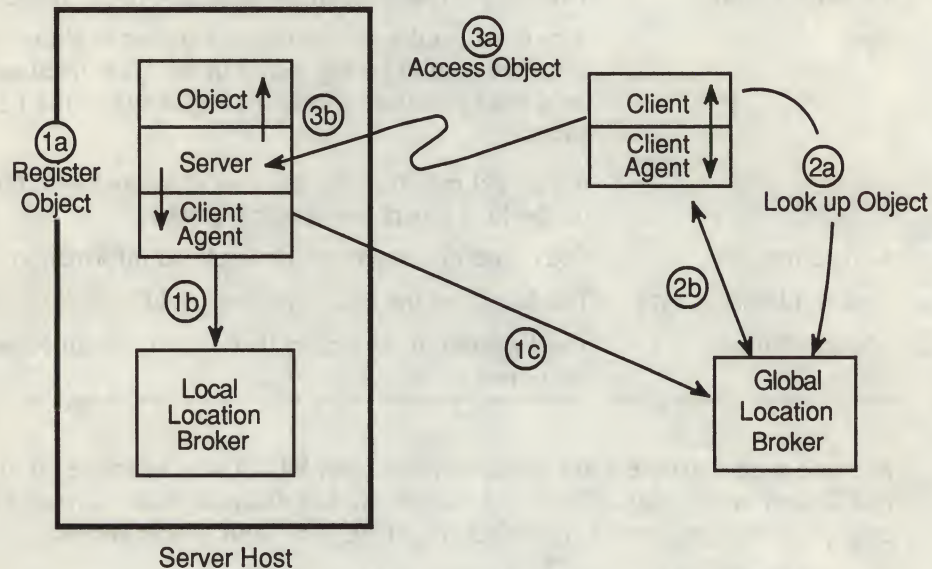 3a
Access Object
Object
3b
Client
1a
Register
Object
Server
Client
Agent
2a
Look up Object
Client
Agent
1b
2b
1c
Local
Location
Broker
Global
Location
Broker
Server Host